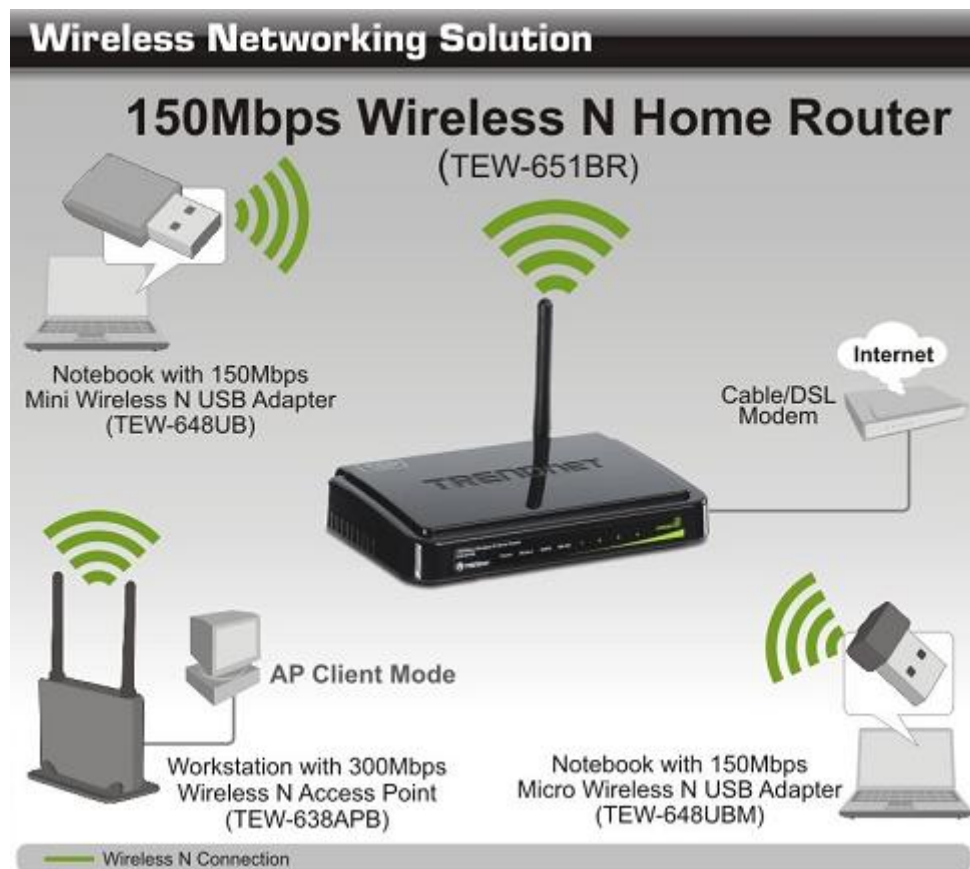 Wireless Networking Solution
150Mbps Wireless N Home Router
(TEW-651BR)
Notebook with 150Mbps
Mini Wireless N USB Adapter
(TEW-648UB)
Internet
Cable/DSL
Modem
TRENDNET
AP Client Mode
Workstation with 300Mbps
Wireless N Access Point
(TEW-638APB)
Notebook with 150Mbps
Micro Wireless N USB Adapter
(TEW-648UBM)
Wireless N Connection